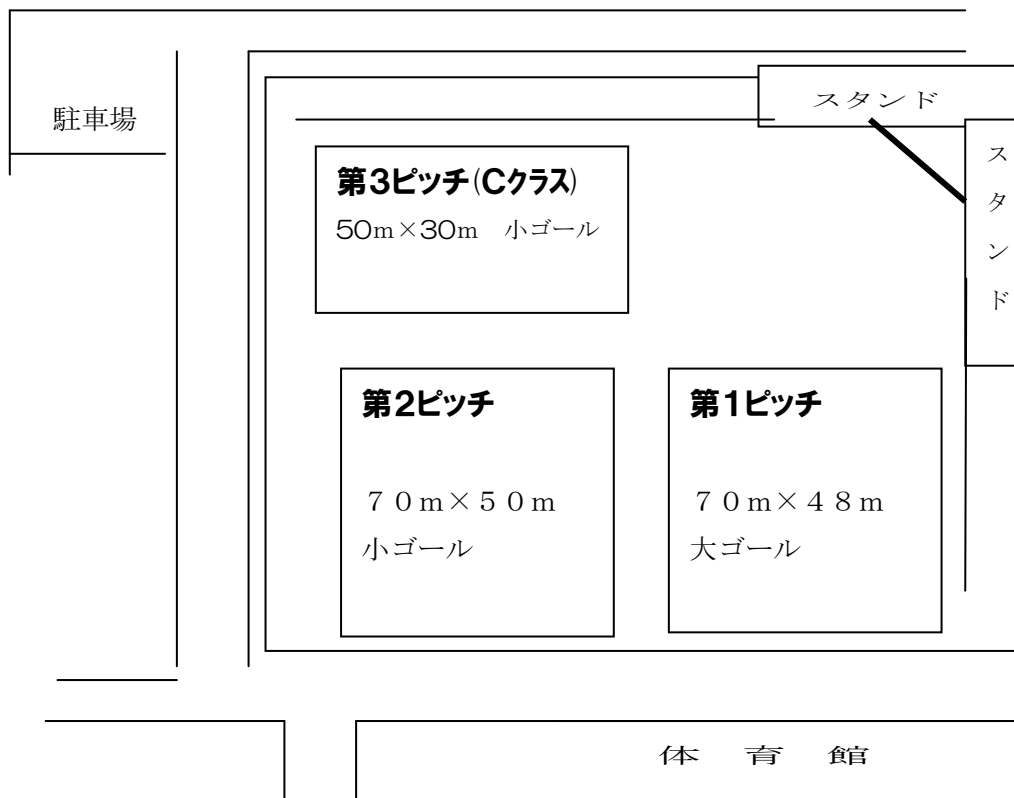 スタンド
駐車場
スタンド
第3ピッチ(Cクラス)
50m×30m　小ゴール
第2ピッチ
７０ｍ×５０ｍ
小ゴール
第1ピッチ
７０ｍ×４８ｍ
大ゴール
体　育　館